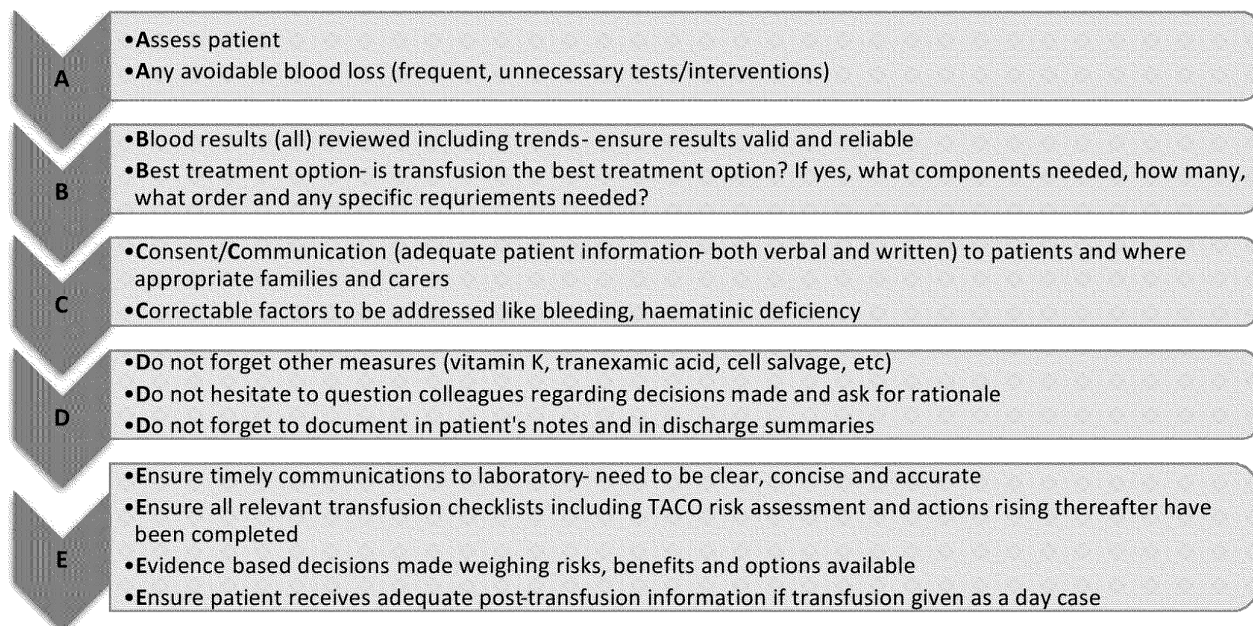 A
•Assess patient
•Any avoidable blood loss (frequent, unnecessary tests/interventions)
B
•Blood results (all) reviewed including trends- ensure results valid and reliable
•Best treatment option- is transfusion the best treatment option? If yes, what components needed, how many,
what order and any specific requriements needed?
C
•Consent/Communication (adequate patient information- both verbal and written) to patients and where
appropriate families and carers
•Correctable factors to be addressed like bleeding, haematinic deficiency
D
•Do not forget other measures (vitamin K, tranexamic acid, cell salvage, etc)
•Do not hesitate to question colleagues regarding decisions made and ask for rationale
•Do not forget to document in patient's notes and in discharge summaries
E
•Ensure timely communications to laboratory- need to be clear, concise and accurate
•Ensure all relevant transfusion checklists including TACO risk assessment and actions rising thereafter have
been completed
•Evidence based decisions made weighing risks, benefits and options available
•Ensure patient receives adequate post-transfusion information if transfusion given as a day case